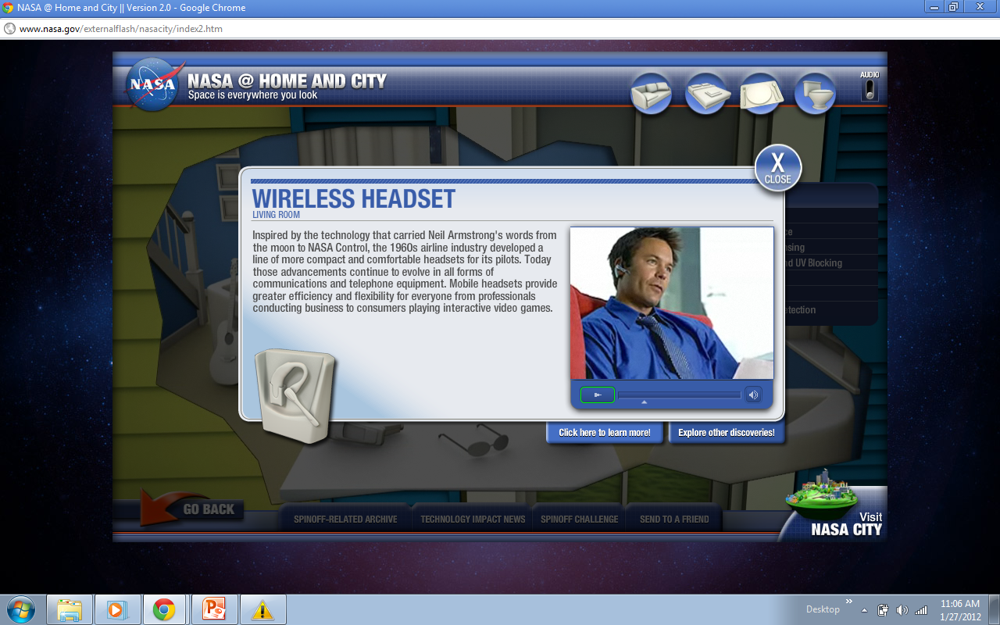 NASA @ Home and City || Version 2.0 - Google Chrome
www.nasa.gov/externalflash/nasacity/index2.htm
NASA
NASA @ HOME AND CITY
Space is everywhere you look
AUDIO
X
CLOSE
WIRELESS HEADSET
LIVING ROOM
Inspired by the technology that carried Neil Armstrong's words from
the moon to NASA Control, the 1960s airline industry developed a
line of more compact and comfortable headsets for its pilots. Today
those advancements continue to evolve in all forms of
communications and telephone equipment. Mobile headsets provide
greater efficiency and flexibility for everyone from professionals
conducting business to consumers playing interactive video games.
UV Blocking
Click here to learn more!
Explore other discoveries!
GO BACK
SPINOFF-RELATED ARCHIVE
TECHNOLOGY IMPACT NEWS
SPINOFF CHALLENGE
SEND TO A FRIEND
Visit
NASA CITY
Desktop
11:06 AM
1/27/2012